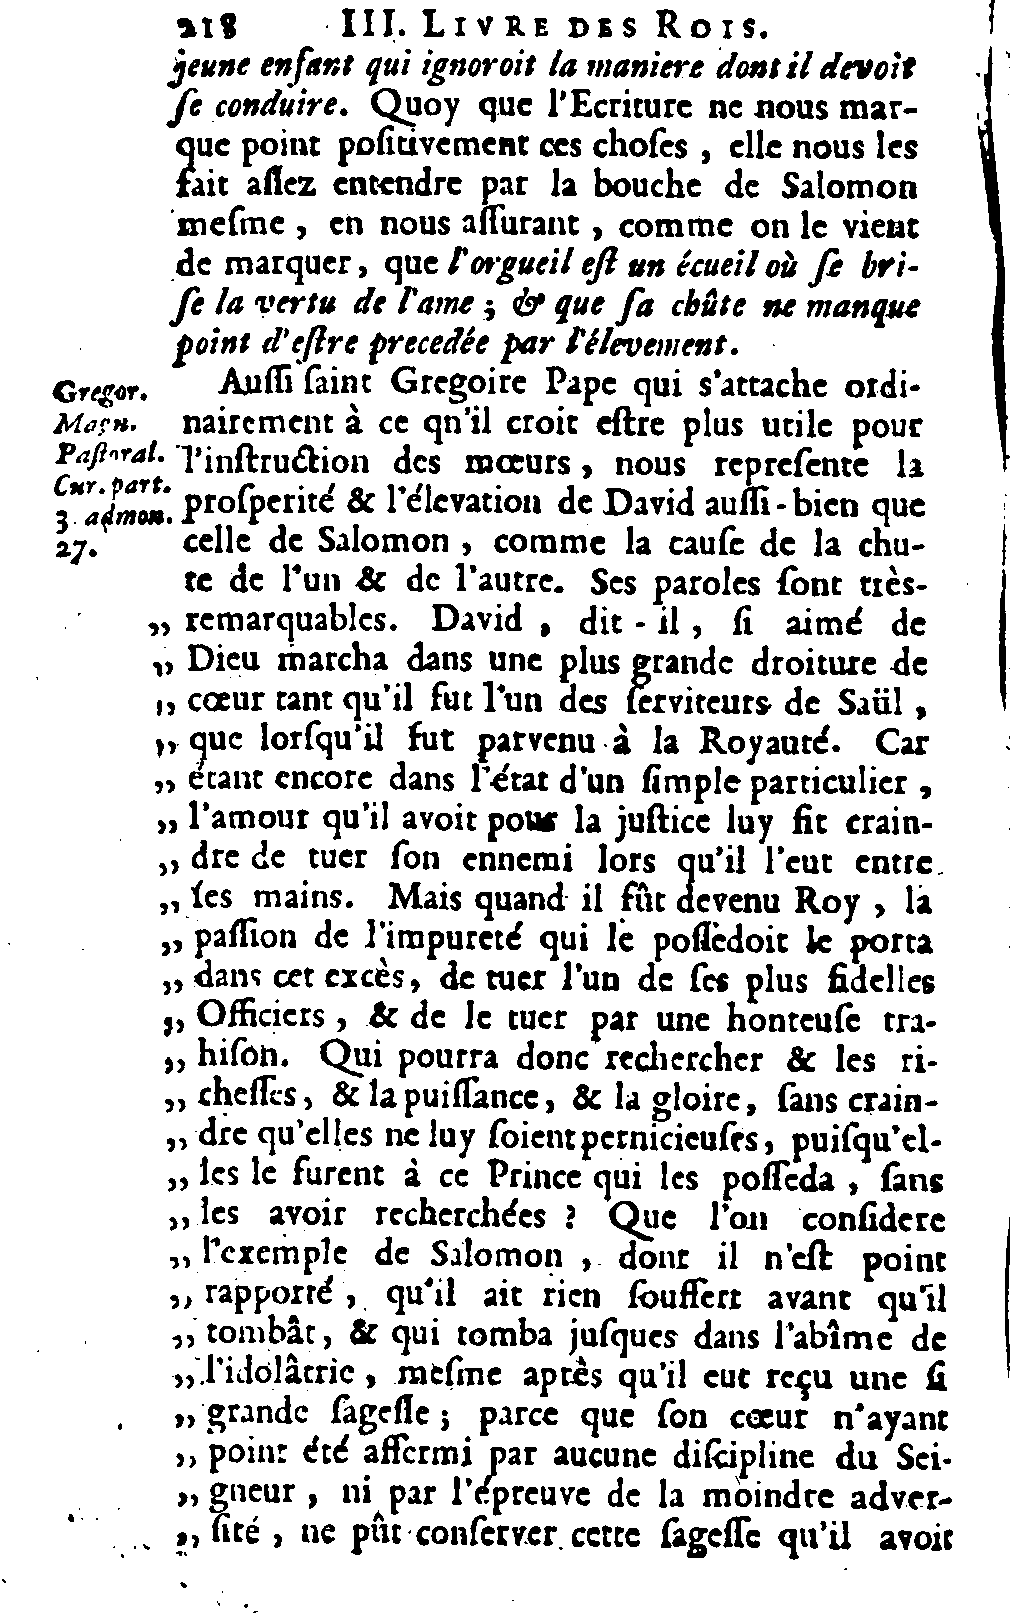 218 III. LIVRE DES ROIS.
jeune enfant qui ignoroit la maniere dont il devoit
ſe conduire. Quoy que l'Ecriture ne nous mar-
que point poſitivement ces choſes, elle nous les
fait aſſez entendre par la bouche de Salomon
meſme, en nous aſſurant, comme on le vient
de marquer, que l'orgueil eſt un écueil où ſe bri-
ſe la vertu de l'ame; & que ſa chûte ne manque
point d'eſtre precedée par l'élevement.
Auſſi ſaint Gregoire Pape qui s'attache ordi-
nairement à ce qn'il croit eſtre plus utile pour
l'inſtruction des mœurs, nous repreſente la
proſperité & l'élevation de David auſſi-bien que
celle de Salomon, comme la cauſe de la chu-
te de l'un & de l'autre. Ses paroles ſont très-
„ remarquables. David, dit-il, ſi aimé de
„ Dieu marcha dans une plus grande droiture de
„ cœur tant qu'il fut l'un des ſerviteurs de Saül,
„ que lorſqu'il fut parvenu à la Royauté. Car
„ étant encore dans l'état d'un ſimple particulier,
„ l'amour qu'il avoit pour la juſtice luy fit crain-
„ dre de tuer ſon ennemi lors qu'il l'eut entre
„ ſes mains. Mais quand il fût devenu Roy, la
„ paſſion de l'impureté qui le poſſedoit le porta
„ dans cet excès, de tuer l'un de ſes plus fidelles
„ Officiers, & de le tuer par une honteuſe tra-
„ hiſon. Qui pourra donc rechercher & les ri-
„ cheſſes, & la puiſſance, & la gloire, ſans crain-
„ dre qu'elles ne luy ſoient pernicieuſes, puiſqu'el-
„ les le furent à ce Prince qui les poſſeda, ſans
„ les avoir recherchées? Que l'on conſidere
„ l'exemple de Salomon, dont il n'eſt point
„ rapporté, qu'il ait rien ſouffert avant qu'il
„ tombât, & qui tomba juſques dans l'abîme de
„ l'idolâtrie, meſme après qu'il eut reçu une ſi
„ grande ſageſſe; parce que ſon cœur n'ayant
„ point été affermi par aucune diſcipline du Sei-
„ gneur, ni par l'épreuve de la moindre adver-
„ ſité, ne pût conſerver cette ſageſſe qu'il avoit
Gregor.
Magn.
Paſtoral.
Cur. part.
3. admon.
27.